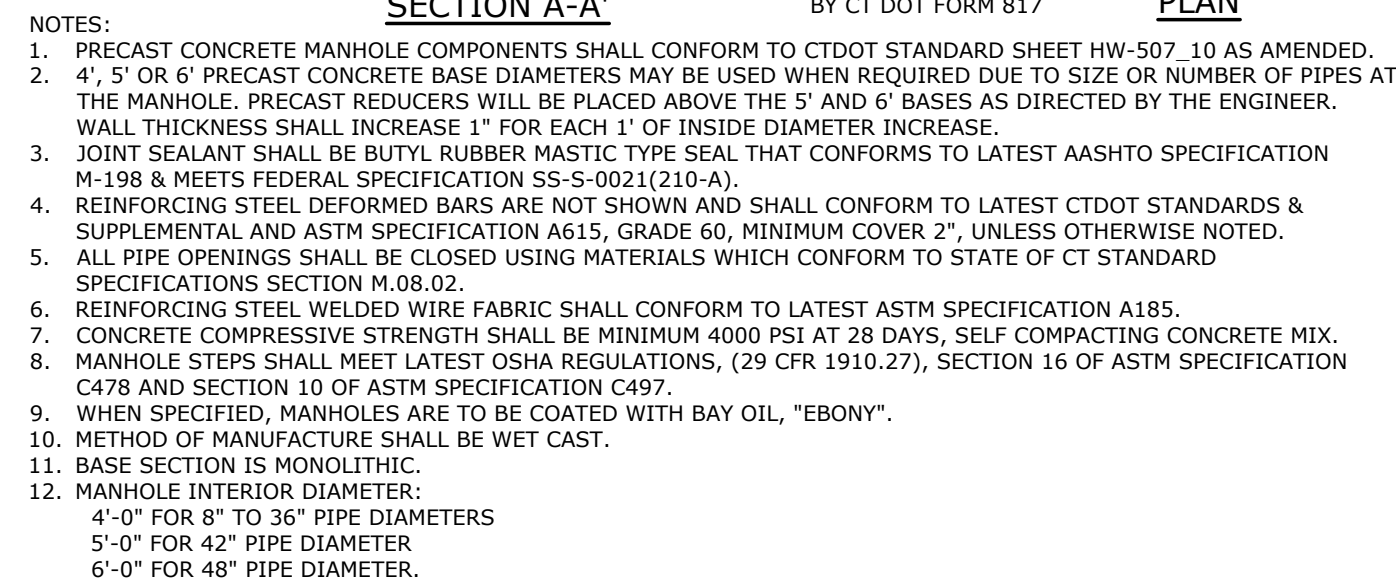 SECTION A-A'
BY CT DOT FORM 817
PLAN
NOTES:
1. PRECAST CONCRETE MANHOLE COMPONENTS SHALL CONFORM TO CTDOT STANDARD SHEET HW-507_10 AS AMENDED.
2. 4', 5' OR 6' PRECAST CONCRETE BASE DIAMETERS MAY BE USED WHEN REQUIRED DUE TO SIZE OR NUMBER OF PIPES AT
THE MANHOLE. PRECAST REDUCERS WILL BE PLACED ABOVE THE 5' AND 6' BASES AS DIRECTED BY THE ENGINEER.
WALL THICKNESS SHALL INCREASE 1" FOR EACH 1' OF INSIDE DIAMETER INCREASE.
3. JOINT SEALANT SHALL BE BUTYL RUBBER MASTIC TYPE SEAL THAT CONFORMS TO LATEST AASHTO SPECIFICATION
M-198 & MEETS FEDERAL SPECIFICATION SS-S-0021(210-A).
4. REINFORCING STEEL DEFORMED BARS ARE NOT SHOWN AND SHALL CONFORM TO LATEST CTDOT STANDARDS &
SUPPLEMENTAL AND ASTM SPECIFICATION A615, GRADE 60, MINIMUM COVER 2", UNLESS OTHERWISE NOTED.
5. ALL PIPE OPENINGS SHALL BE CLOSED USING MATERIALS WHICH CONFORM TO STATE OF CT STANDARD
SPECIFICATIONS SECTION M.08.02.
6. REINFORCING STEEL WELDED WIRE FABRIC SHALL CONFORM TO LATEST ASTM SPECIFICATION A185.
7. CONCRETE COMPRESSIVE STRENGTH SHALL BE MINIMUM 4000 PSI AT 28 DAYS, SELF COMPACTING CONCRETE MIX.
8. MANHOLE STEPS SHALL MEET LATEST OSHA REGULATIONS, (29 CFR 1910.27), SECTION 16 OF ASTM SPECIFICATION
C478 AND SECTION 10 OF ASTM SPECIFICATION C497.
9. WHEN SPECIFIED, MANHOLES ARE TO BE COATED WITH BAY OIL, "EBONY".
10. METHOD OF MANUFACTURE SHALL BE WET CAST.
11. BASE SECTION IS MONOLITHIC.
12. MANHOLE INTERIOR DIAMETER:
4'-0" FOR 8" TO 36" PIPE DIAMETERS
5'-0" FOR 42" PIPE DIAMETER
6'-0" FOR 48" PIPE DIAMETER.